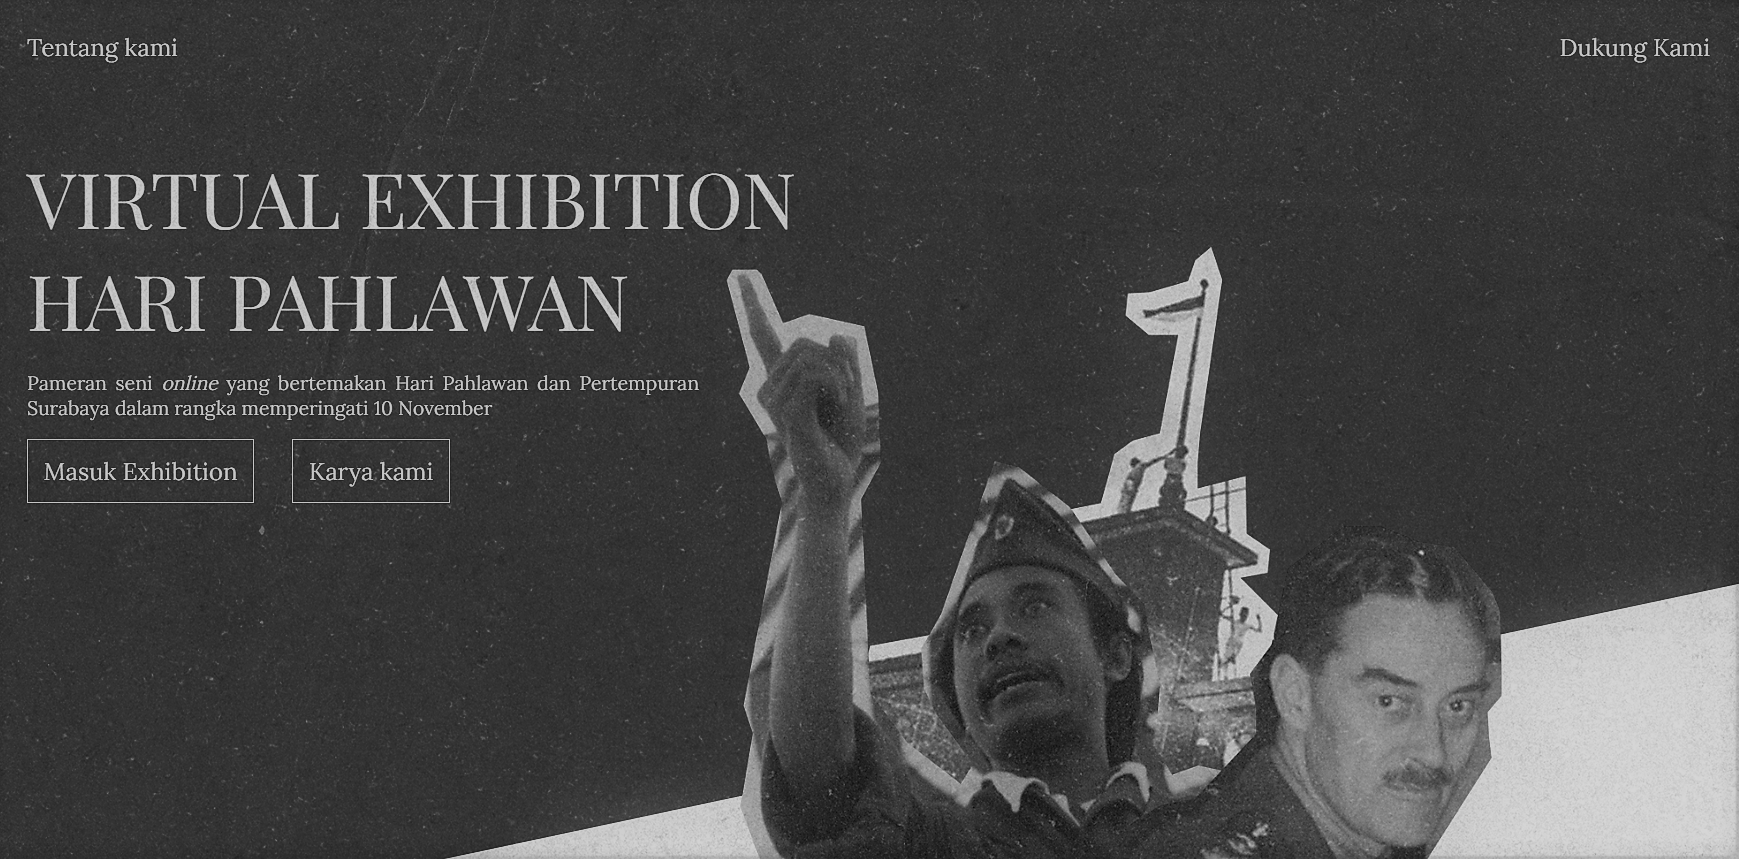 Tentang kami
Dukung Kami
VIRTUAL EXHIBITION
HARI PAHLAWAN
Pameran seni online yang bertemakan Hari Pahlawan dan Pertempuran
Surabaya dalam rangka memperingati 10 November
Masuk Exhibition
Karya kami